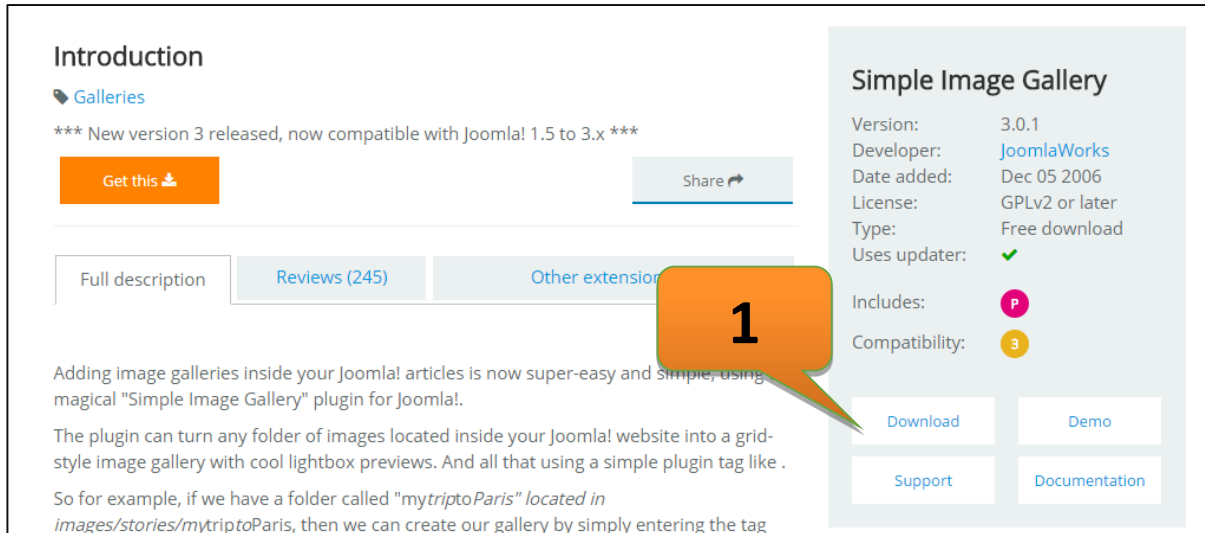 Introduction
Galleries
*** New version 3 released, now compatible with Joomla! 1.5 to 3.x ***
Get this
Share
Full description
Reviews (245)
Other extension
Adding image galleries inside your Joomla! articles is now super-easy and simple, using
magical "Simple Image Gallery" plugin for Joomla!.
The plugin can turn any folder of images located inside your Joomla! website into a grid-
style image gallery with cool lightbox previews. And all that using a simple plugin tag like .
So for example, if we have a folder called "mytriptoParis" located in
images/stories/mytriptoParis, then we can create our gallery by simply entering the tag
1
Simple Image Gallery
Version: 3.0.1
Developer: JoomlaWorks
Date added: Dec 05 2006
License: GPLv2 or later
Type: Free download
Uses updater:
Includes: P
Compatibility: 3
Download
Demo
Support
Documentation